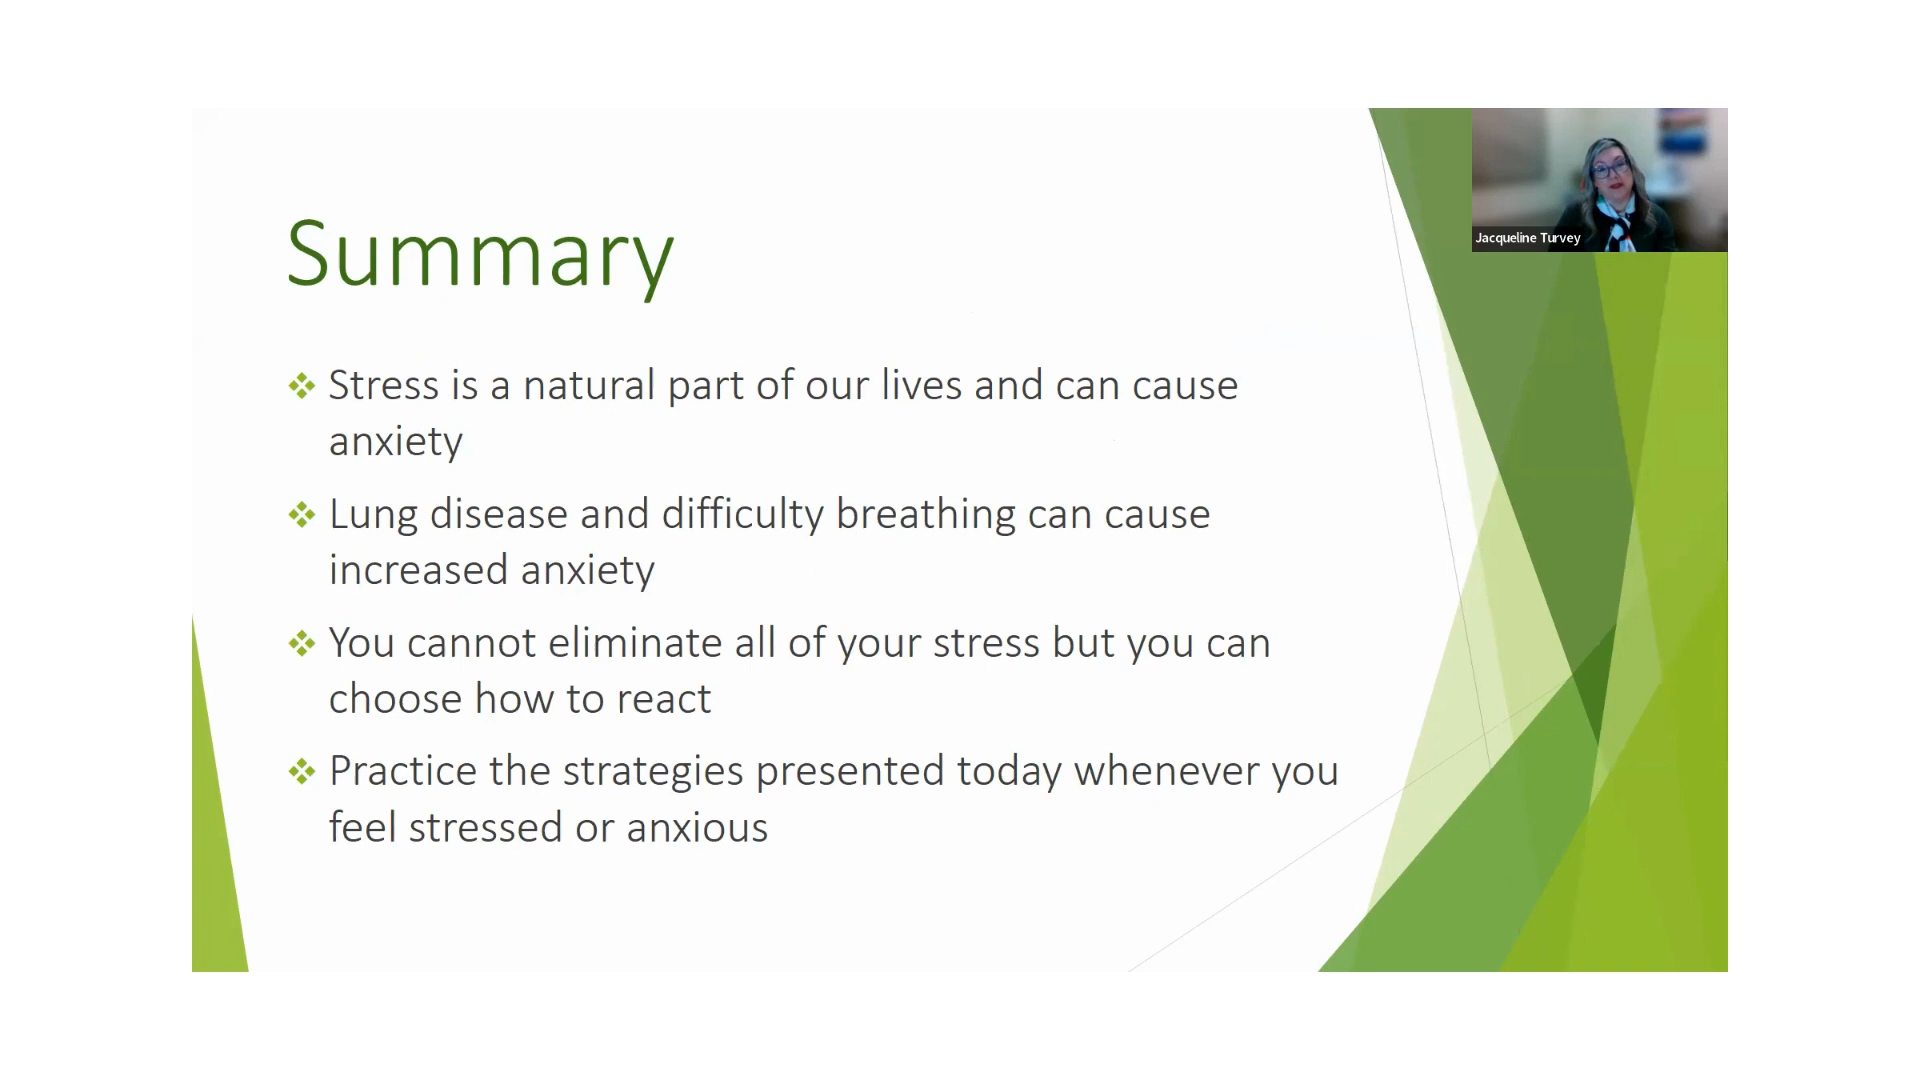 Summary
Stress is a natural part of our lives and can cause
anxiety
Lung disease and difficulty breathing can cause
increased anxiety
You cannot eliminate all of your stress but you can
choose how to react
Practice the strategies presented today whenever you
feel stressed or anxious
Jacqueline Turvey